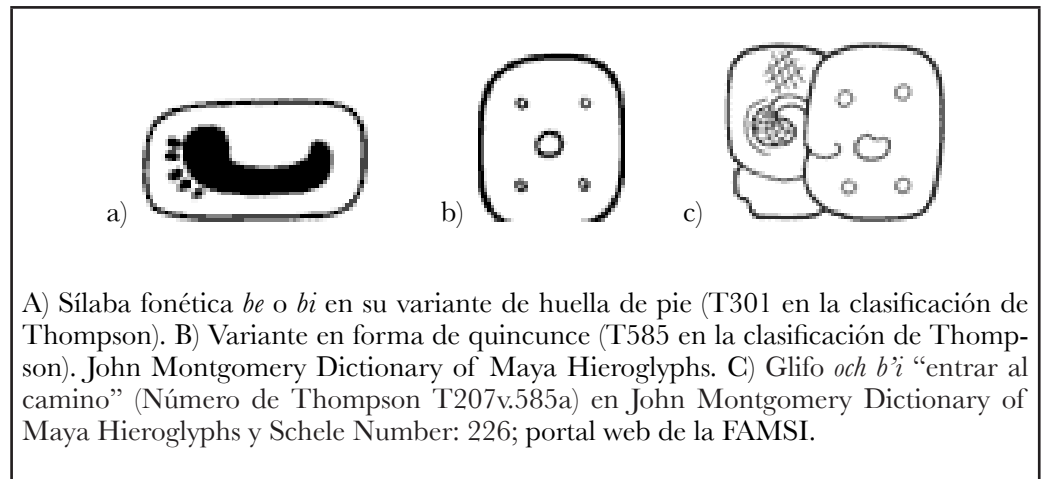 a) b) c)
A) Sílaba fonética be o bi en su variante de huella de pie (T301 en la clasificación de
Thompson). B) Variante en forma de quincunce (T585 en la clasificación de Thomp-
son). John Montgomery Dictionary of Maya Hieroglyphs. C) Glifo och b’i “entrar al
camino” (Número de Thompson T207v.585a) en John Montgomery Dictionary of
Maya Hieroglyphs y Schele Number: 226; portal web de la FAMSI.